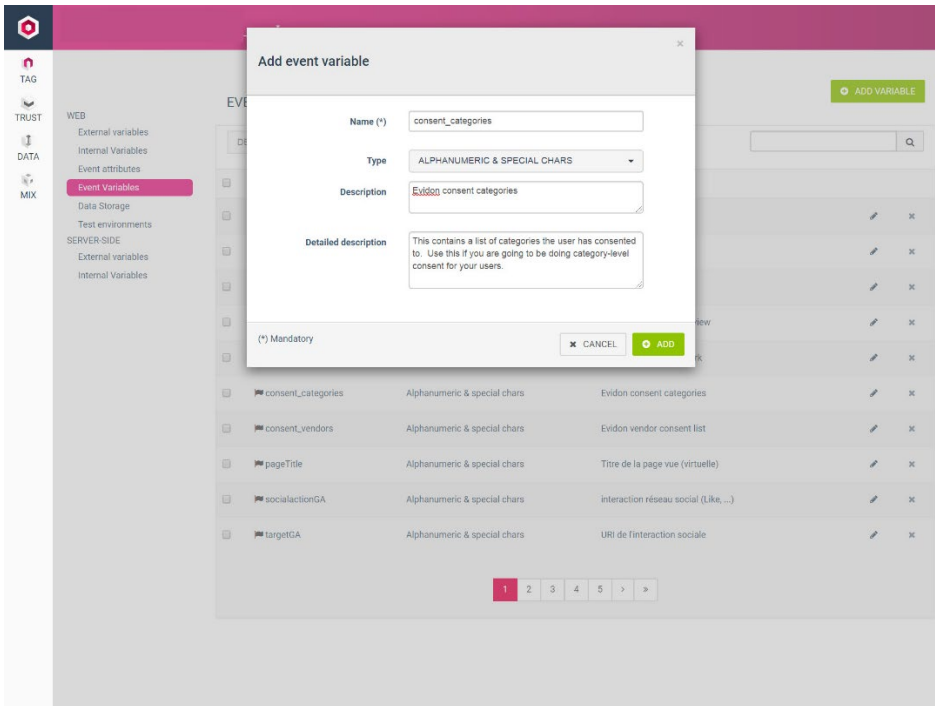 TAG
TRUST
DATA
MIX
WEB
External variables
Internal Variables
Event attributes
Event Variables
Data Storage
Test environments
SERVER-SIDE
External variables
Internal Variables
ADD VARIABLE
Add event variable
Name (*)
consent_categories
Type
ALPHANUMERIC & SPECIAL CHARS
Description
Evidon consent categories
Detailed description
This contains a list of categories the user has consented
to. Use this if you are going to be doing category-level
consent for your users.
(*) Mandatory
CANCEL
ADD
consent_categories Alphanumeric & special chars Evidon consent categories
consent_vendors Alphanumeric & special chars Evidon vendor consent list
pageTitle Alphanumeric & special chars Titre de la page vue (virtuelle)
socialactionGA Alphanumeric & special chars interaction réseau social (Like, ...)
targetGA Alphanumeric & special chars URI de l'interaction sociale
1 2 3 4 5 > »